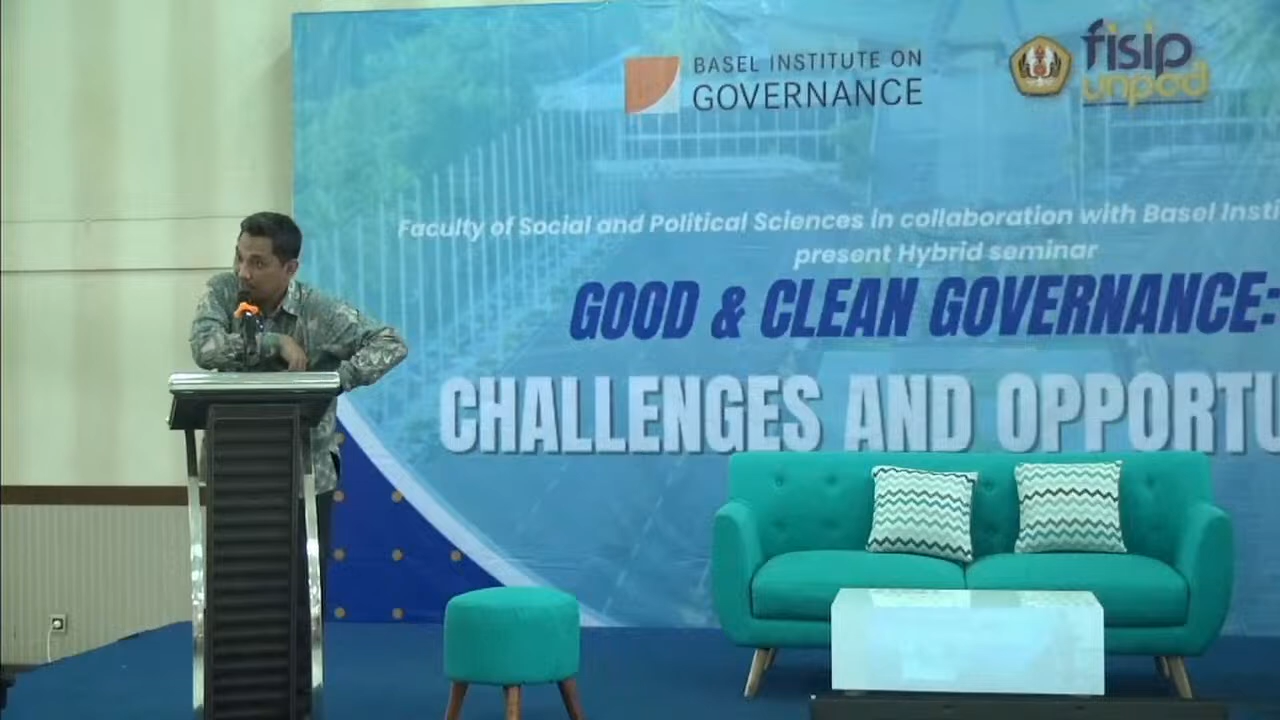 BASEL INSTITUTE ON
GOVERNANCE
fisip
unpad
Faculty of Social and Political Sciences in collaboration with Basel Insti
present Hybrid seminar
GOOD & CLEAN GOVERNANCE:
CHALLENGES AND OPPORTU